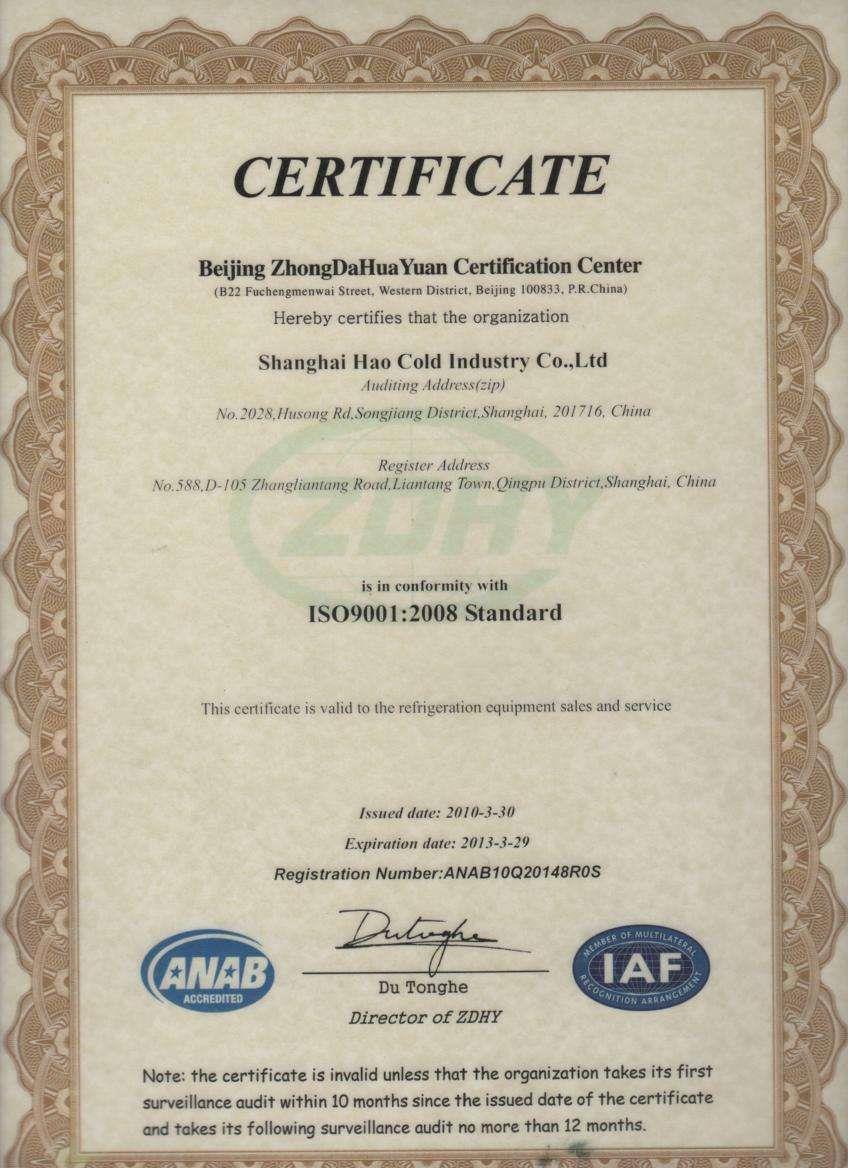 CERTIFICATE
Beijing ZhongDaHuaYuan Certification Center
(B22 Fuchengmenwai Street, Western District, Beijing 100833, P.R.China)
Hereby certifies that the organization
Shanghai Hao Cold Industry Co.,Ltd
Auditing Address(zip)
No.2028,Husong Rd,Songjiang District,Shanghai, 201716, China
Register Address
No.588,D-105 Zhangliantang Road,Liantang Town,Qingpu District,Shanghai, China
ZDHY
is in conformity with
ISO9001:2008 Standard
This certificate is valid to the refrigeration equipment sales and service
Issued date: 2010-3-30
Expiration date: 2013-3-29
Registration Number:ANAB10Q20148R0S
ANAB
ACCREDITED
Du Tonghe
Director of ZDHY
MEMBER OF MULTILATERAL
IAF
RECOGNITION ARRANGEMENT
Note: the certificate is invalid unless that the organization takes its first
surveillance audit within 10 months since the issued date of the certificate
and takes its following surveillance audit no more than 12 months.